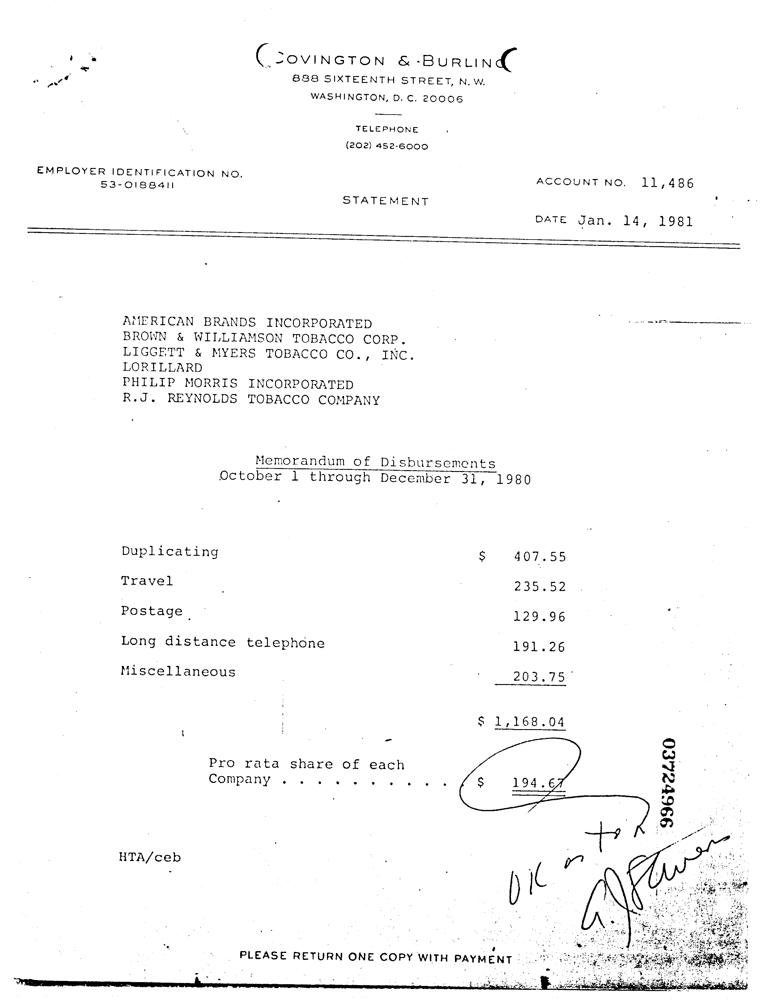 COVINGTON & BURLING
888 SIXTEENTH STREET, N.W.
WASHINGTON, D. C. 20006
TELEPHONE
(202) 452-6000
EMPLOYER IDENTIFICATION NO.
53-0188411
ACCOUNT NO. 11,486
STATEMENT
DATE Jan. 14, 1981
AMERICAN BRANDS INCORPORATED
BROWN & WILLIAMSON TOBACCO CORP.
LIGGETT & MYERS TOBACCO CO., INC.
LORILLARD
PHILIP MORRIS INCORPORATED
R.J. REYNOLDS TOBACCO COMPANY
Memorandum of Disbursements
October 1 through December 31, 1980
Duplicating $ 407.55
Travel 235.52
Postage 129.96
Long distance telephone 191.26
Miscellaneous 203.75
$ 1,168.04
Pro rata share of each
Company . . . . . . . . . . . $ 194.67
03724966
OK
HTA/ceb
PLEASE RETURN ONE COPY WITH PAYMENT